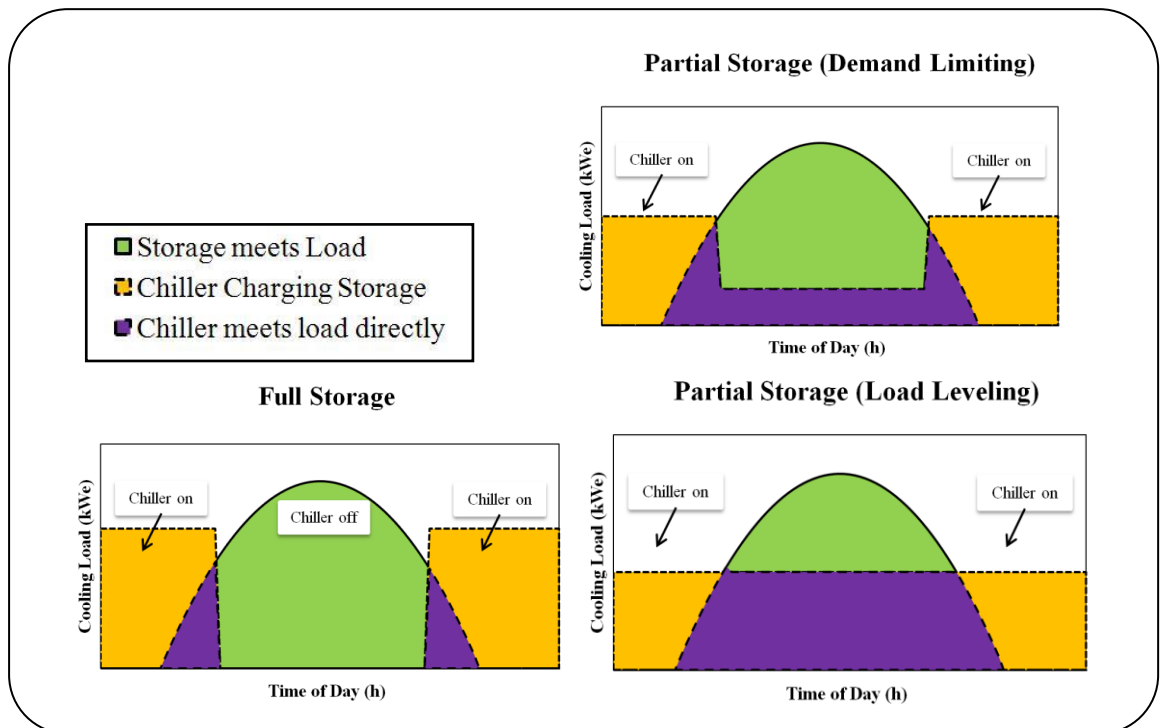 Partial Storage (Demand Limiting)
Cooling Load (kWe)
Chiller on
Chiller on
Time of Day (h)
Storage meets Load
Chiller Charging Storage
Chiller meets load directly
Full Storage
Cooling Load (kWe)
Chiller on
Chiller off
Chiller on
Time of Day (h)
Partial Storage (Load Leveling)
Cooling Load (kWe)
Chiller on
Chiller on
Time of Day (h)